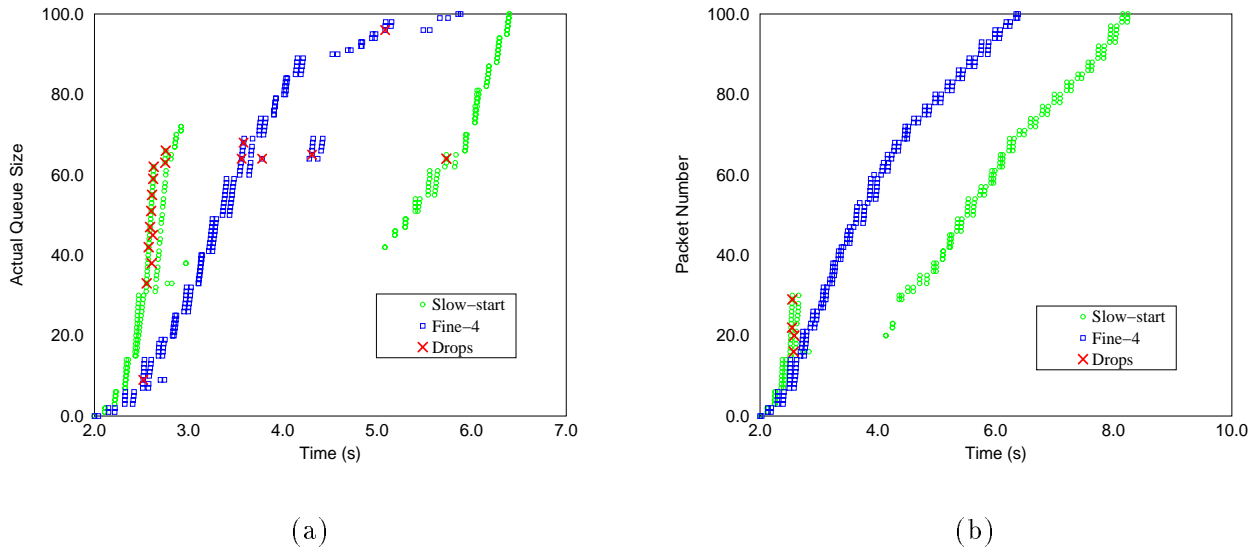 100.0
80.0
60.0
40.0
20.0
0.0
Actual Queue Size
2.0 3.0 4.0 5.0 6.0 7.0
Time (s)
Slow-start
Fine-4
Drops
(a)
100.0
80.0
60.0
40.0
20.0
0.0
Packet Number
2.0 4.0 6.0 8.0 10.0
Time (s)
Slow-start
Fine-4
Drops
(b)